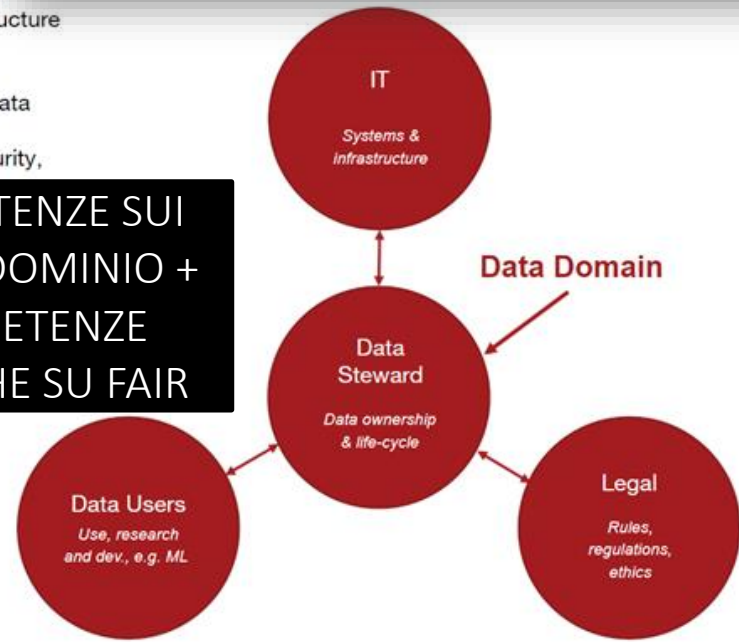 ucture
ata
urity,
TENZE SUI
DOMINIO +
ETENZE
HE SU FAIR
IT
Systems &
infrastructure
Data Domain
Data
Steward
Data ownership
& life-cycle
Data Users
Use, research
and dev., e.g. ML
Legal
Rules,
regulations,
ethics